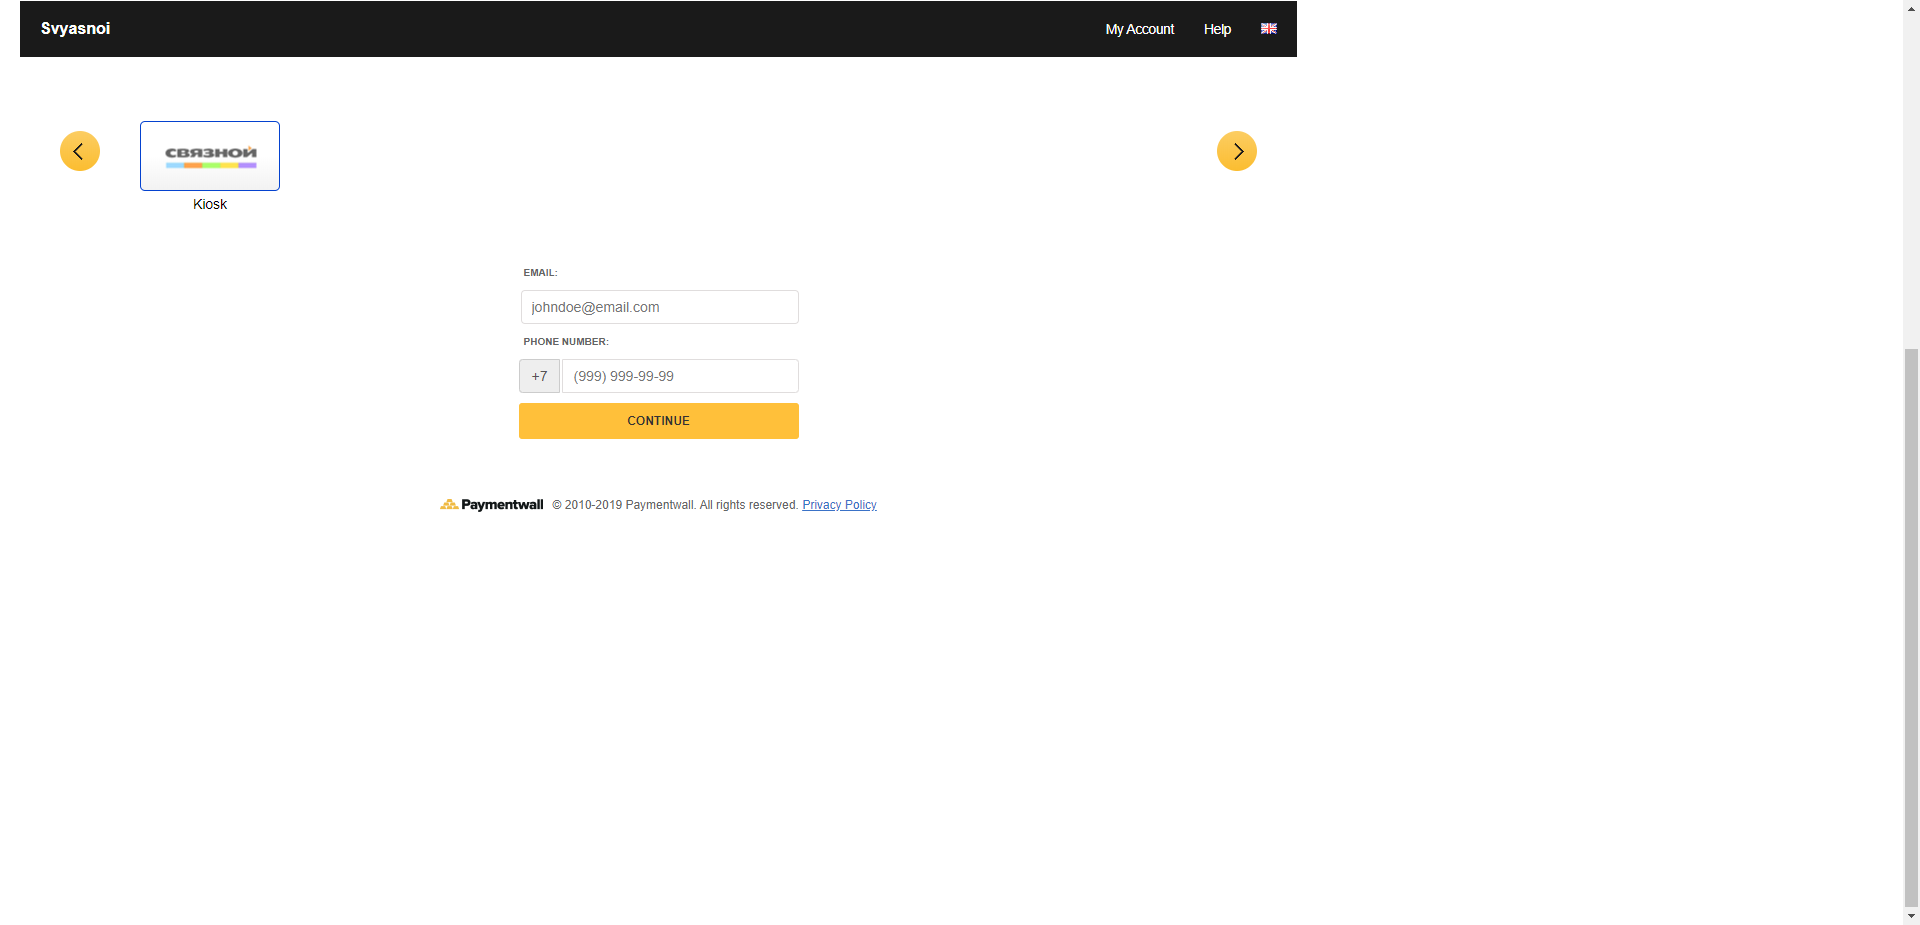 Svyasnoi
My Account
Help
СВЯЗНОЙ
Kiosk
EMAIL:
johndoe@email.com
PHONE NUMBER:
+7
(999) 999-99-99
CONTINUE
Paymentwall © 2010-2019 Paymentwall. All rights reserved. Privacy Policy